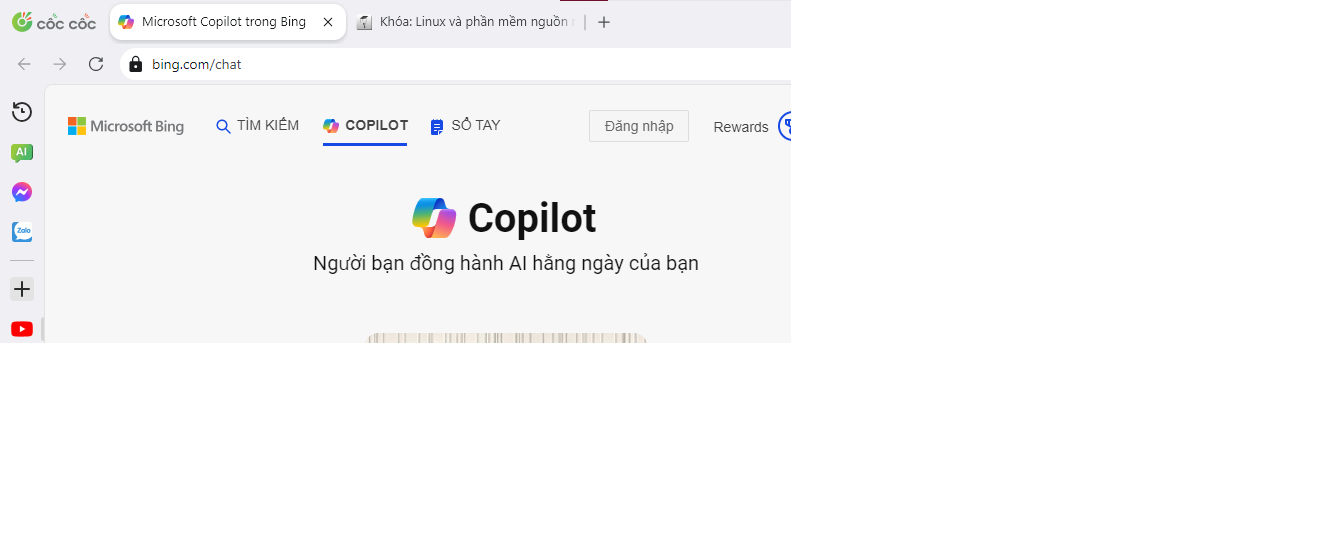 cốc cốc
Microsoft Copilot trong Bing
Khóa: Linux và phần mềm nguồn
bing.com/chat
AI
Microsoft Bing
TÌM KIẾM
COPILOT
SỔ TAY
Đăng nhập
Rewards
Zalo
Copilot
Người bạn đồng hành AI hằng ngày của bạn